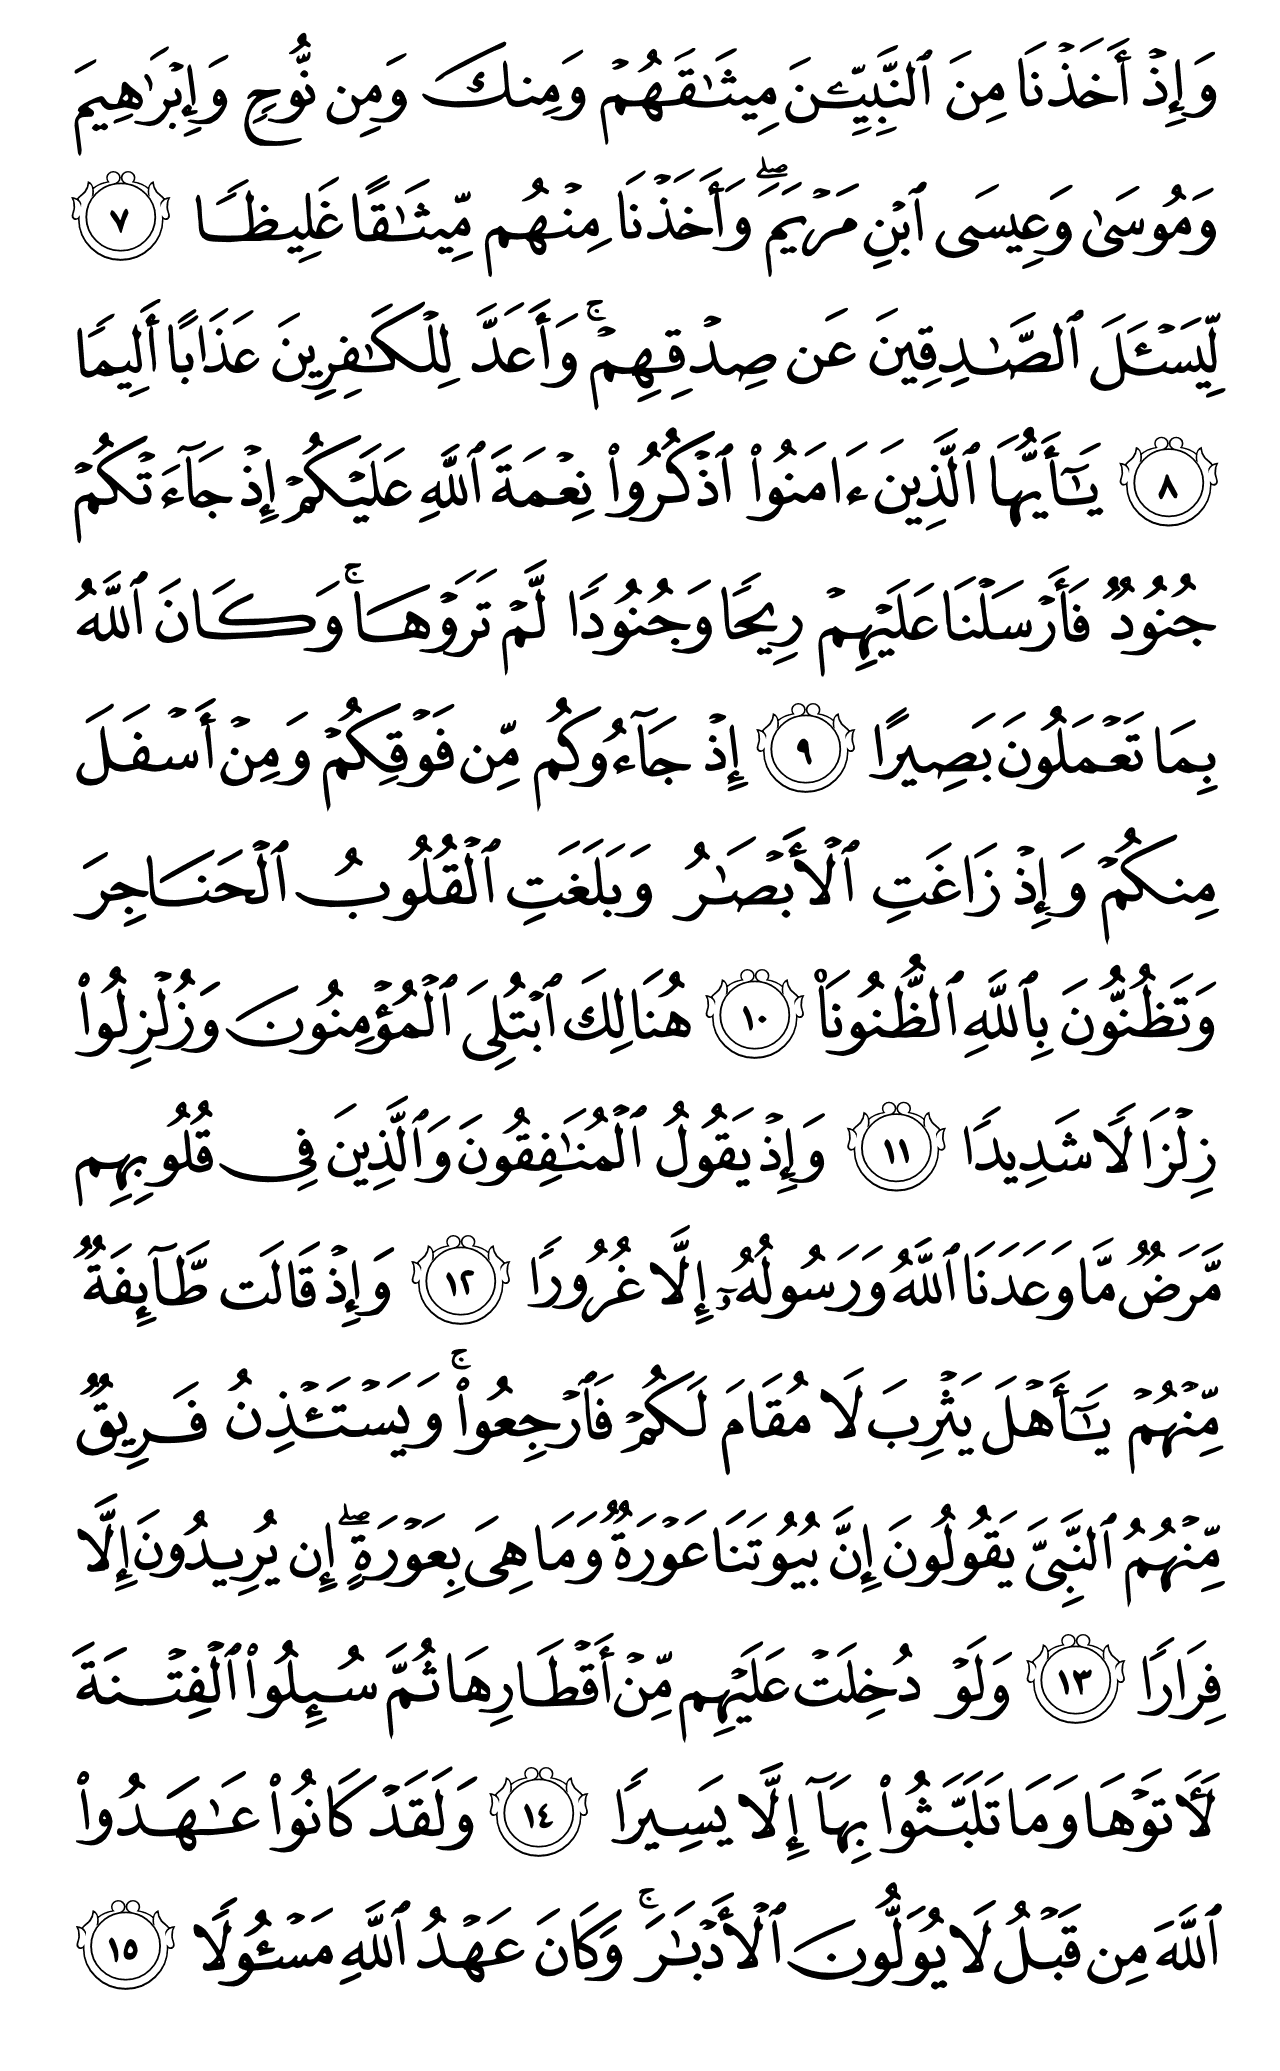 وَإِذۡ أَخَذۡنَا مِنَ ٱلنَّبِيِّـۧنَ مِيثَٰقَهُمۡ وَمِنكَ وَمِن نُّوحٖ وَإِبۡرَٰهِيمَ
وَمُوسَىٰ وَعِيسَى ٱبۡنِ مَرۡيَمَۖ وَأَخَذۡنَا مِنۡهُم مِّيثَٰقًا غَلِيظٗا ٧
لِّيَسۡـَٔلَ ٱلصَّٰدِقِينَ عَن صِدۡقِهِمۡۚ وَأَعَدَّ لِلۡكَٰفِرِينَ عَذَابًا أَلِيمٗا
٨ يَٰٓأَيُّهَا ٱلَّذِينَ ءَامَنُواْ ٱذۡكُرُواْ نِعۡمَةَ ٱللَّهِ عَلَيۡكُمۡ إِذۡ جَآءَتۡكُمۡ
جُنُودٞ فَأَرۡسَلۡنَا عَلَيۡهِمۡ رِيحٗا وَجُنُودٗا لَّمۡ تَرَوۡهَاۚ وَكَانَ ٱللَّهُ
بِمَا تَعۡمَلُونَ بَصِيرًا ٩ إِذۡ جَآءُوكُم مِّن فَوۡقِكُمۡ وَمِنۡ أَسۡفَلَ
مِنكُمۡ وَإِذۡ زَاغَتِ ٱلۡأَبۡصَٰرُ وَبَلَغَتِ ٱلۡقُلُوبُ ٱلۡحَنَاجِرَ
وَتَظُنُّونَ بِٱللَّهِ ٱلظُّنُونَا۠ ١٠ هُنَالِكَ ٱبۡتُلِيَ ٱلۡمُؤۡمِنُونَ وَزُلۡزِلُواْ
زِلۡزَالٗا شَدِيدٗا ١١ وَإِذۡ يَقُولُ ٱلۡمُنَٰفِقُونَ وَٱلَّذِينَ فِي قُلُوبِهِم
مَّرَضٞ مَّا وَعَدَنَا ٱللَّهُ وَرَسُولُهُۥٓ إِلَّا غُرُورٗا ١٢ وَإِذۡ قَالَت طَّآئِفَةٞ
مِّنۡهُمۡ يَٰٓأَهۡلَ يَثۡرِبَ لَا مُقَامَ لَكُمۡ فَٱرۡجِعُواْۚ وَيَسۡتَـٔۡذِنُ فَرِيقٞ
مِّنۡهُمُ ٱلنَّبِيَّ يَقُولُونَ إِنَّ بُيُوتَنَا عَوۡرَةٞ وَمَا هِيَ بِعَوۡرَةٍۖ إِن يُرِيدُونَ إِلَّا
فِرَارٗا ١٣ وَلَوۡ دُخِلَتۡ عَلَيۡهِم مِّنۡ أَقۡطَارِهَا ثُمَّ سُئِلُواْ ٱلۡفِتۡنَةَ
لَأٓتَوۡهَا وَمَا تَلَبَّثُواْ بِهَآ إِلَّا يَسِيرٗا ١٤ وَلَقَدۡ كَانُواْ عَٰهَدُواْ
ٱللَّهَ مِن قَبۡلُ لَا يُوَلُّونَ ٱلۡأَدۡبَٰرَۚ وَكَانَ عَهۡدُ ٱللَّهِ مَسۡـُٔولٗا ١٥